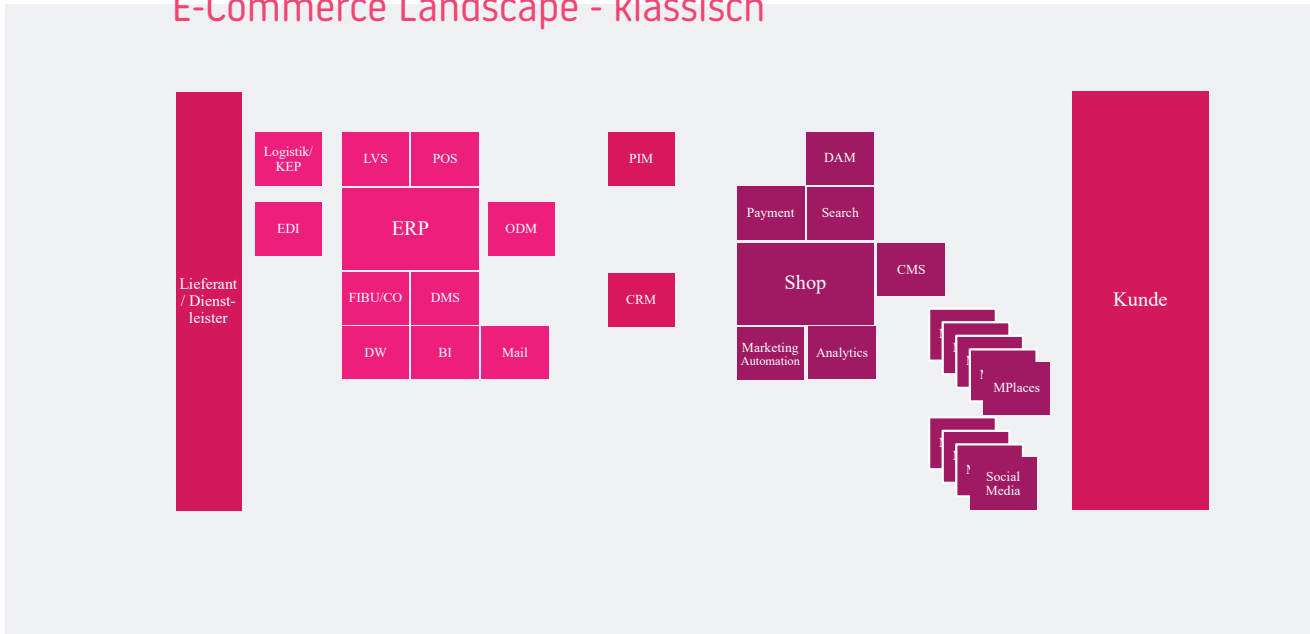 E-Commerce Landscape - klassisch
Lieferant
/ Dienst-
leister
Logistik/
KEP
EDI
LVS
POS
ERP
ODM
FIBU/CO
DMS
DW
BI
Mail
PIM
CRM
DAM
Payment
Search
Shop
CMS
Marketing
Automation
Analytics
MPlaces
Social
Media
Kunde